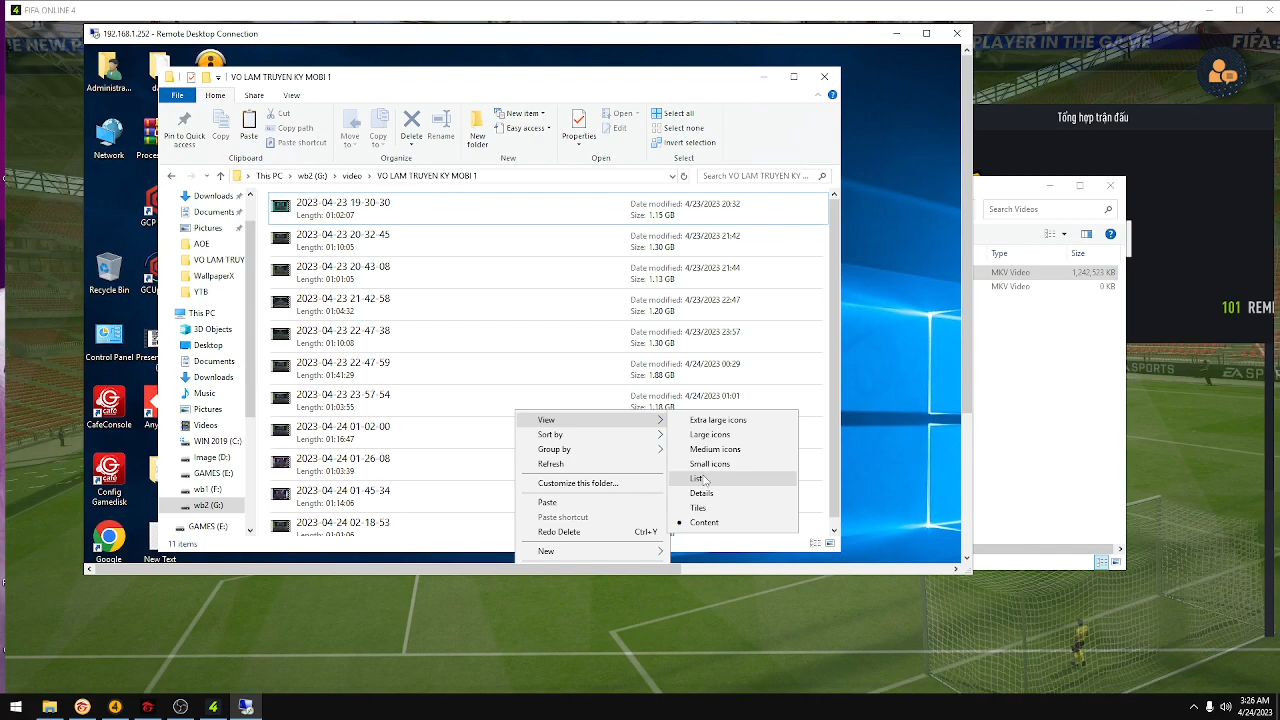 FIFA ONLINE 4
192.168.1.252 - Remote Desktop Connection
E NEW P
PLAYER IN THE GAME
FIFA
Tổng hợp trận đấu
VO LAM TRUYEN KY MOBI 1
File
Home
Share
View
Pin to Quick access
Copy
Paste
Cut
Copy path
Paste shortcut
Move to
Copy to
Delete
Rename
New folder
New item
Easy access
Properties
Open
Edit
Select all
Select none
Invert selection
Clipboard
Organize
New
Open
Select
This PC
wb2 (G:)
video
VO LAM TRUYEN KY MOBI 1
Search VO LAM TRUYEN KY ...
Administra...
Network
Recycle Bin
Control Panel
CafeConsole
Config Gamedisk
Google
New Text
Downloads
Documents
Pictures
AOE
VO LAM TRUY
WallpaperX
YTB
This PC
3D Objects
Desktop
Documents
Downloads
Music
Pictures
Videos
WIN 2019 (C:)
Image (D:)
GAMES (E:)
wb1 (F:)
wb2 (G:)
GAMES (E:)
11 items
2023-04-23 19-30-30
Date modified: 4/23/2023 20:32
Length: 01:02:07
Size: 1.15 GB
2023-04-23 20-32-45
Date modified: 4/23/2023 21:42
Length: 01:10:05
Size: 1.30 GB
2023-04-23 20-43-08
Date modified: 4/23/2023 21:44
Length: 01:01:05
Size: 1.13 GB
2023-04-23 21-42-58
Date modified: 4/23/2023 22:47
Length: 01:04:32
Size: 1.20 GB
2023-04-23 22-47-38
Date modified: 4/23/2023 23:57
Length: 01:10:08
Size: 1.30 GB
2023-04-23 22-47-59
Date modified: 4/24/2023 00:29
Length: 01:41:29
Size: 1.88 GB
2023-04-23 23-57-54
Date modified: 4/24/2023 01:01
Length: 01:03:55
Size: 1.18 GB
2023-04-24 01-02-00
Length: 01:16:47
2023-04-24 01-26-08
Length: 01:03:39
2023-04-24 01-45-34
Length: 01:14:06
2023-04-24 02-18-53
View
Sort by
Group by
Refresh
Customize this folder...
Paste
Paste shortcut
Redo Delete Ctrl+Y
New
Extra large icons
Large icons
Medium icons
Small icons
List
Details
Tiles
Content
Search Videos
Type
Size
MKV Video
1,242,523 KB
MKV Video
0 KB
101 REM
EA SPORTS
3:26 AM
4/24/2023